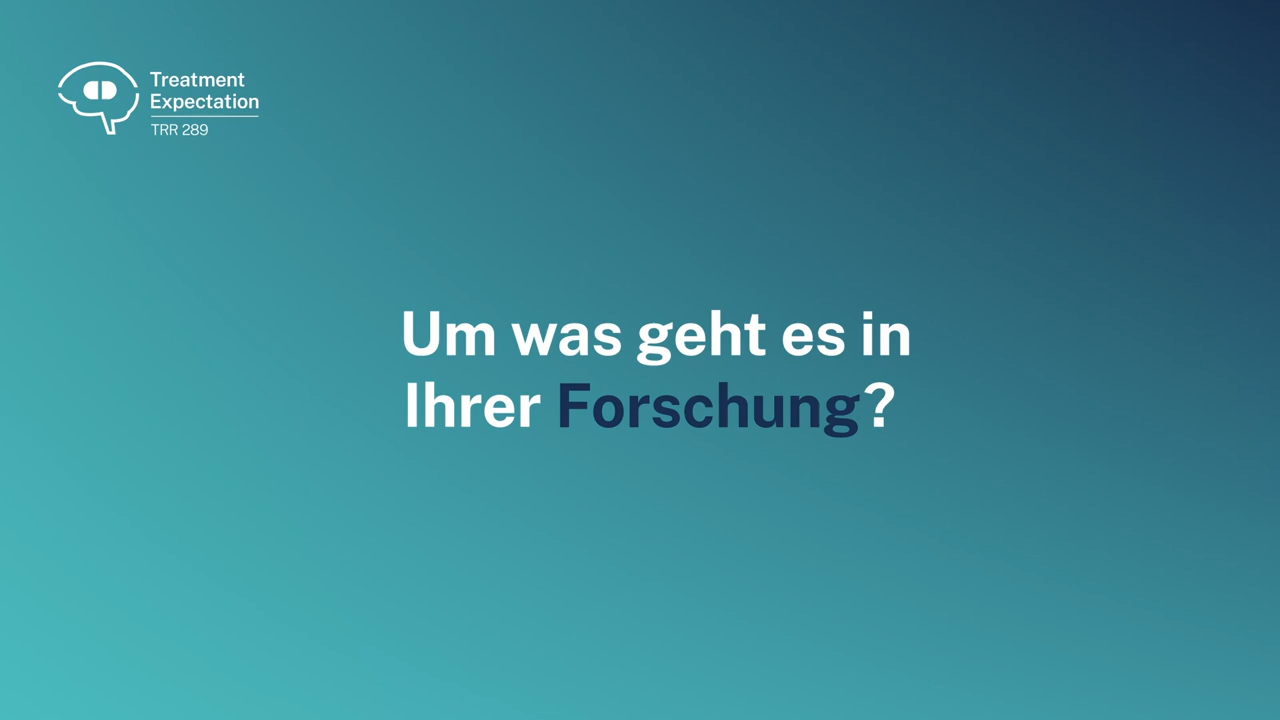 Treatment
Expectation
TRR 289
Um was geht es in
Ihrer Forschung?